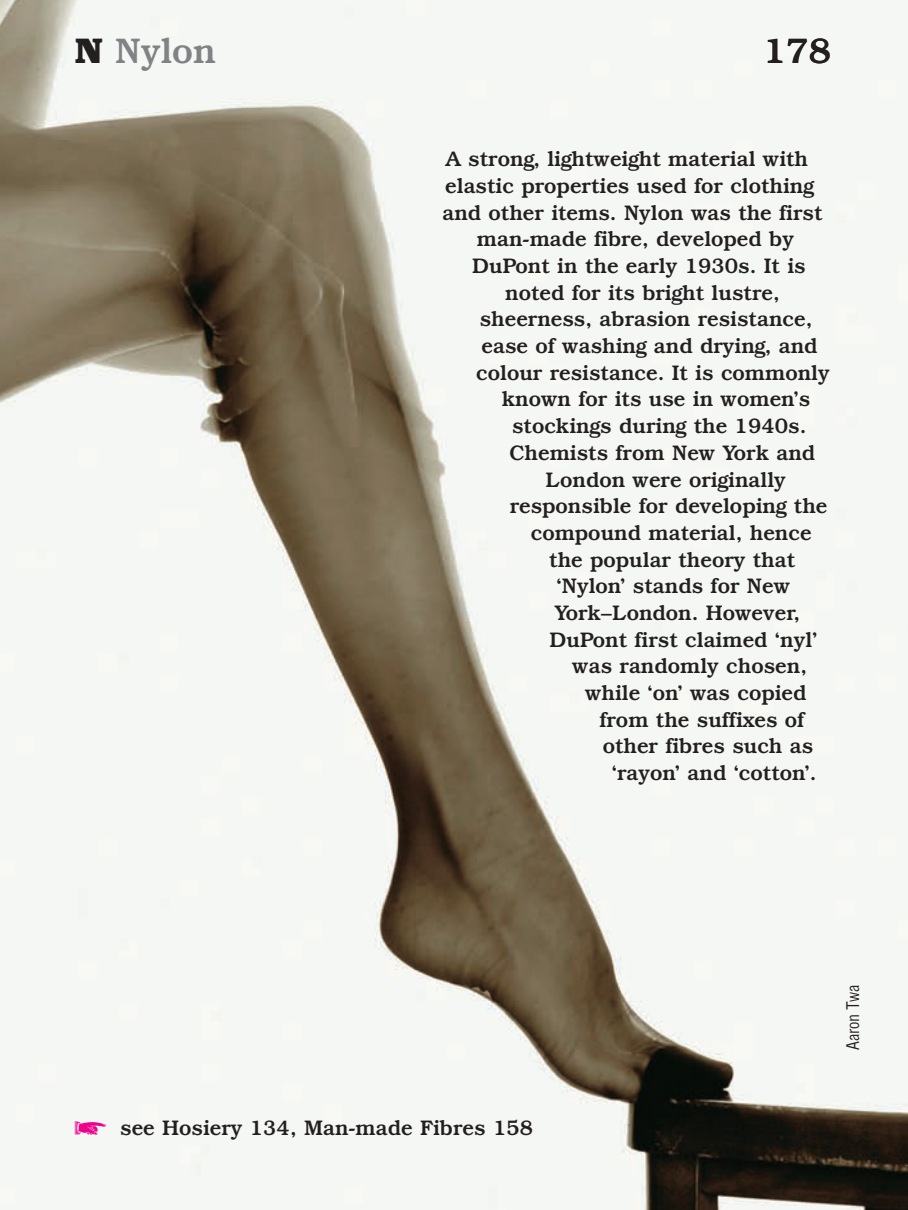 N Nylon
178
A strong, lightweight material with
elastic properties used for clothing
and other items. Nylon was the first
man-made fibre, developed by
DuPont in the early 1930s. It is
noted for its bright lustre,
sheerness, abrasion resistance,
ease of washing and drying, and
colour resistance. It is commonly
known for its use in women’s
stockings during the 1940s.
Chemists from New York and
London were originally
responsible for developing the
compound material, hence
the popular theory that
‘Nylon’ stands for New
York–London. However,
DuPont first claimed ‘nyl’
was randomly chosen,
while ‘on’ was copied
from the suffixes of
other fibres such as
‘rayon’ and ‘cotton’.
Aaron Twa
see Hosiery 134, Man-made Fibres 158